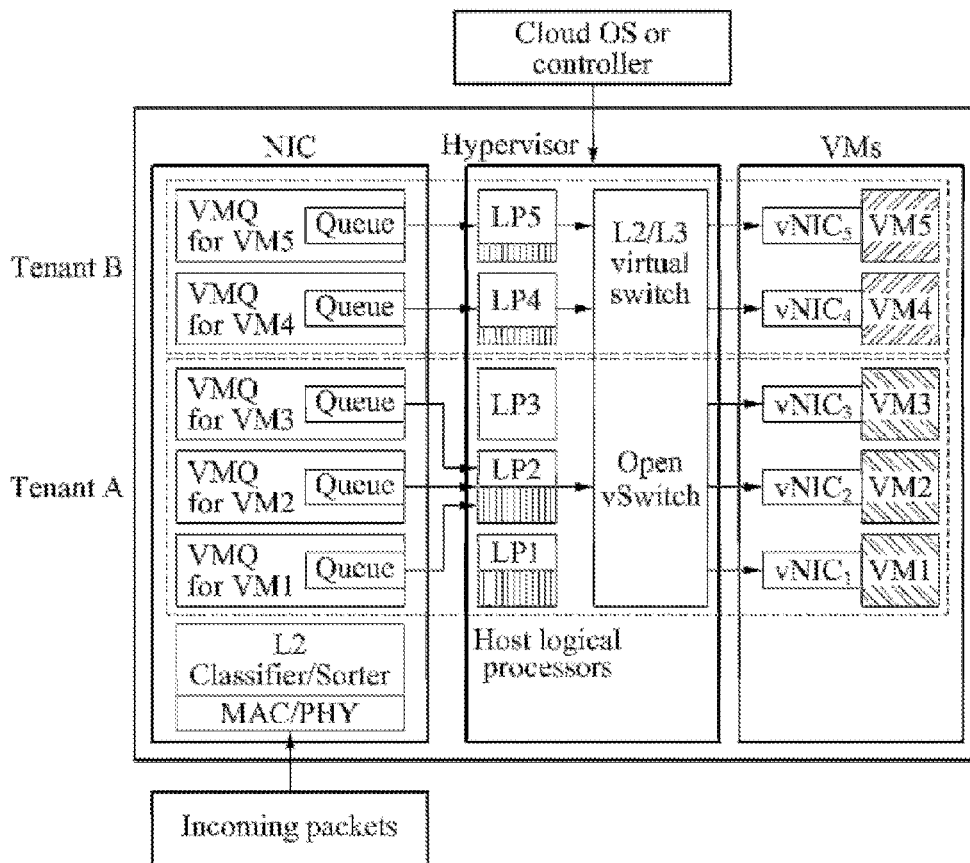 Cloud OS or
controller
NIC
Hypervisor
VMs
Tenant B
VMQ
for VM5
Queue
LP5
L2/L3
virtual
switch
vNIC₅
VM5
VMQ
for VM4
Queue
LP4
vNIC₄
VM4
Tenant A
VMQ
for VM3
Queue
LP3
vNIC₃
VM3
VMQ
for VM2
Queue
LP2
Open
vSwitch
vNIC₂
VM2
VMQ
for VM1
Queue
LP1
vNIC₁
VM1
L2
Classifier/Sorter
MAC/PHY
Host logical
processors
Incoming packets